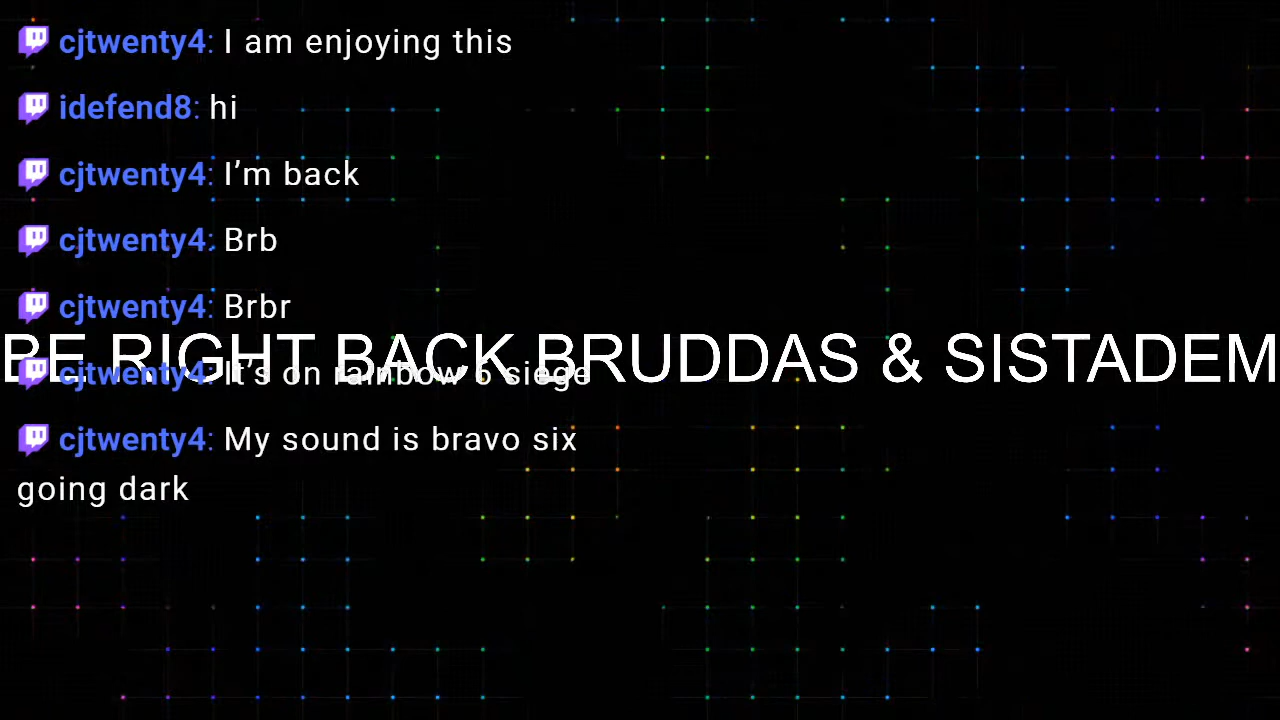 cjtwenty4: I am enjoying this
idefend8: hi
cjtwenty4: I’m back
cjtwenty4: Brb
cjtwenty4: Brbr
BE RIGHT BACK BRUDDAS & SISTADEM
cjtwenty4: It’s on rainbow 6 siege
cjtwenty4: My sound is bravo six
going dark